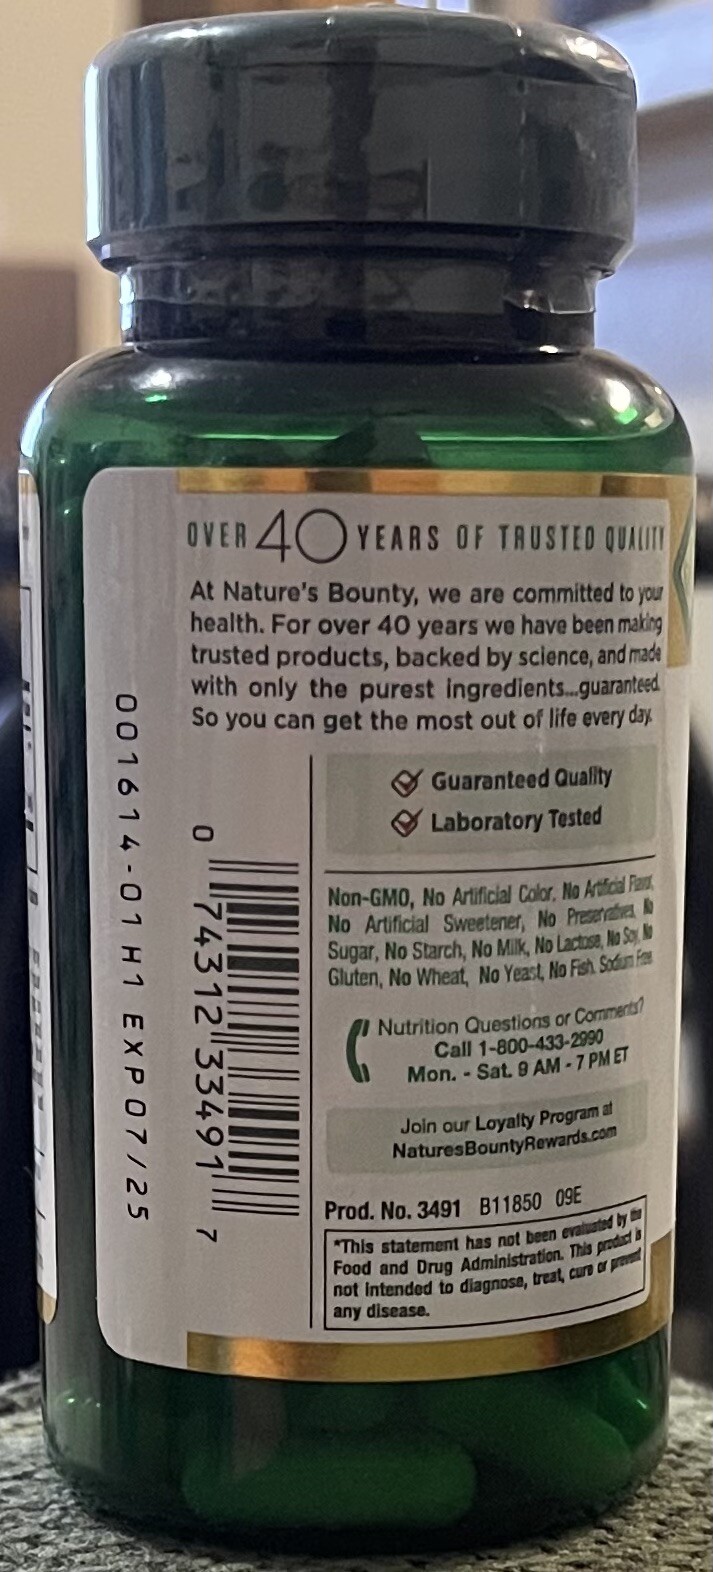 OVER 40 YEARS OF TRUSTED QUALITY
At Nature's Bounty, we are committed to your
health. For over 40 years we have been making
trusted products, backed by science, and made
with only the purest ingredients...guaranteed.
So you can get the most out of life every day.
Guaranteed Quality
Laboratory Tested
Non-GMO, No Artificial Color, No Artificial Flavor,
No Artificial Sweetener, No Preservatives, No
Sugar, No Starch, No Milk, No Lactose, No Soy, No
Gluten, No Wheat, No Yeast, No Fish. Sodium Free
Nutrition Questions or Comments?
Call 1-800-433-2990
Mon. - Sat. 9 AM - 7 PM ET
Join our Loyalty Program at
NaturesBountyRewards.com
Prod. No. 3491 B11850 09E
*This statement has not been evaluated by the
Food and Drug Administration. This product is
not intended to diagnose, treat, cure or prevent
any disease.
0 74312 33491 7
001614-01 H1 EXP 07/25